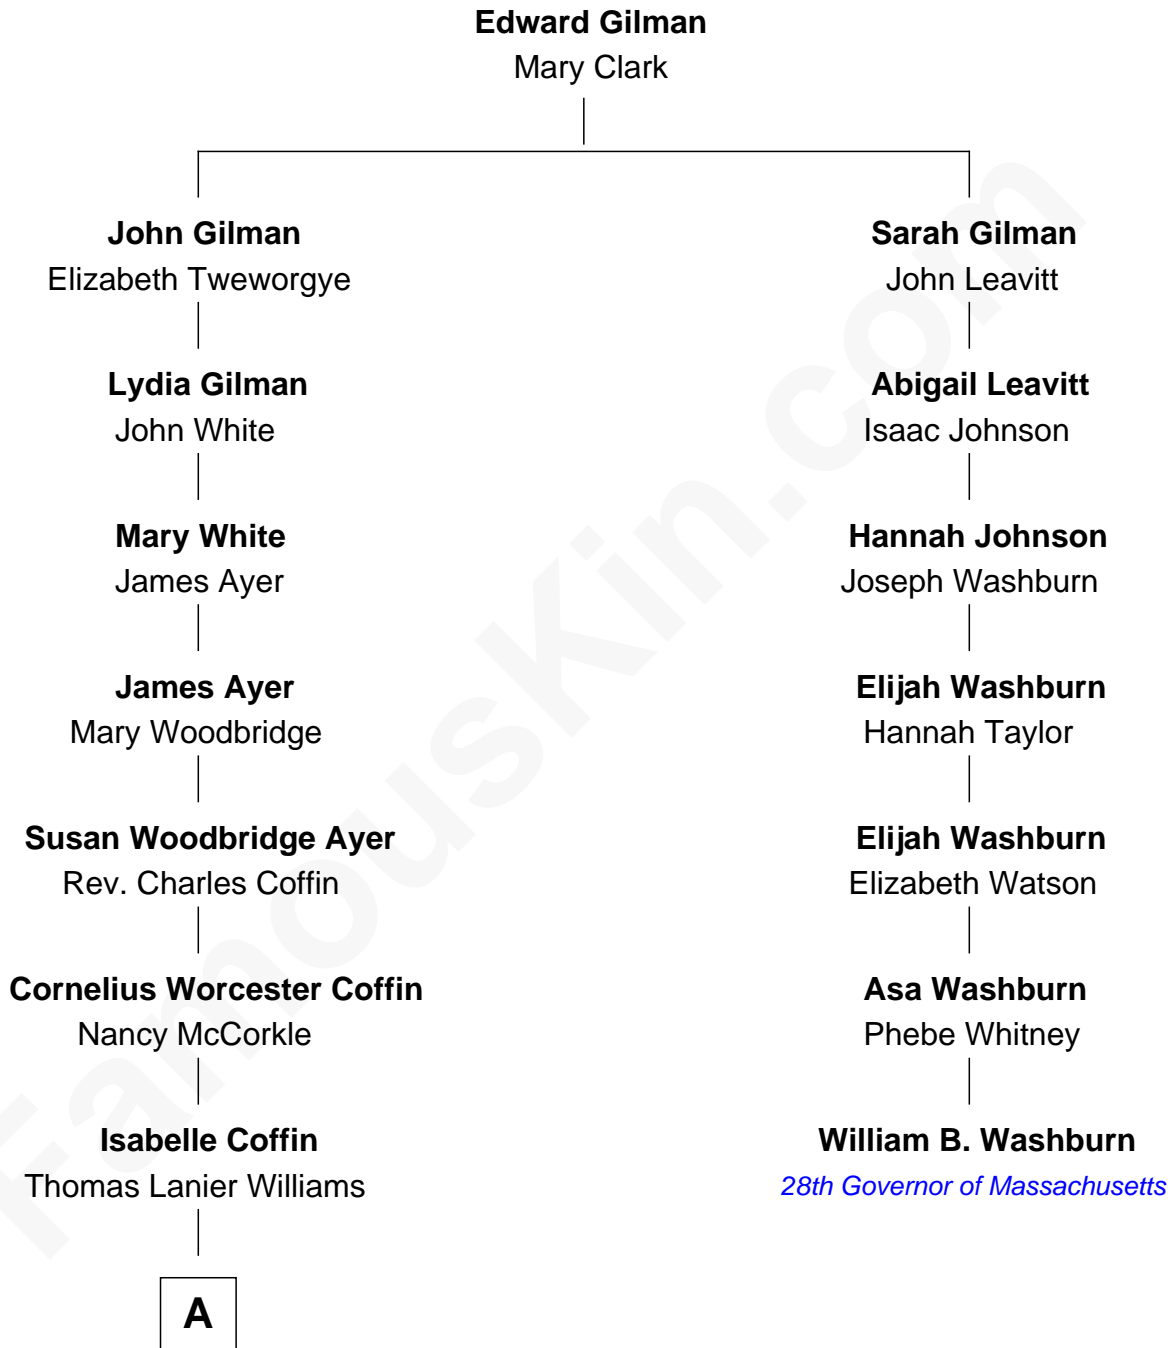 Edward Gilman
Mary Clark
John Gilman
Elizabeth Tweworgye
Sarah Gilman
John Leavitt
Lydia Gilman
John White
Abigail Leavitt
Isaac Johnson
Mary White
James Ayer
Hannah Johnson
Joseph Washburn
James Ayer
Mary Woodbridge
Elijah Washburn
Hannah Taylor
Susan Woodbridge Ayer
Rev. Charles Coffin
Elijah Washburn
Elizabeth Watson
Cornelius Worcester Coffin
Nancy McCorkle
Asa Washburn
Phebe Whitney
Isabelle Coffin
Thomas Lanier Williams
William B. Washburn
28th Governor of Massachusetts
A
FamousKin.com